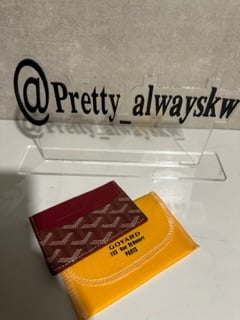 @Pretty_alwayskw
GOYARD
233 Rue St Honoré
PARIS